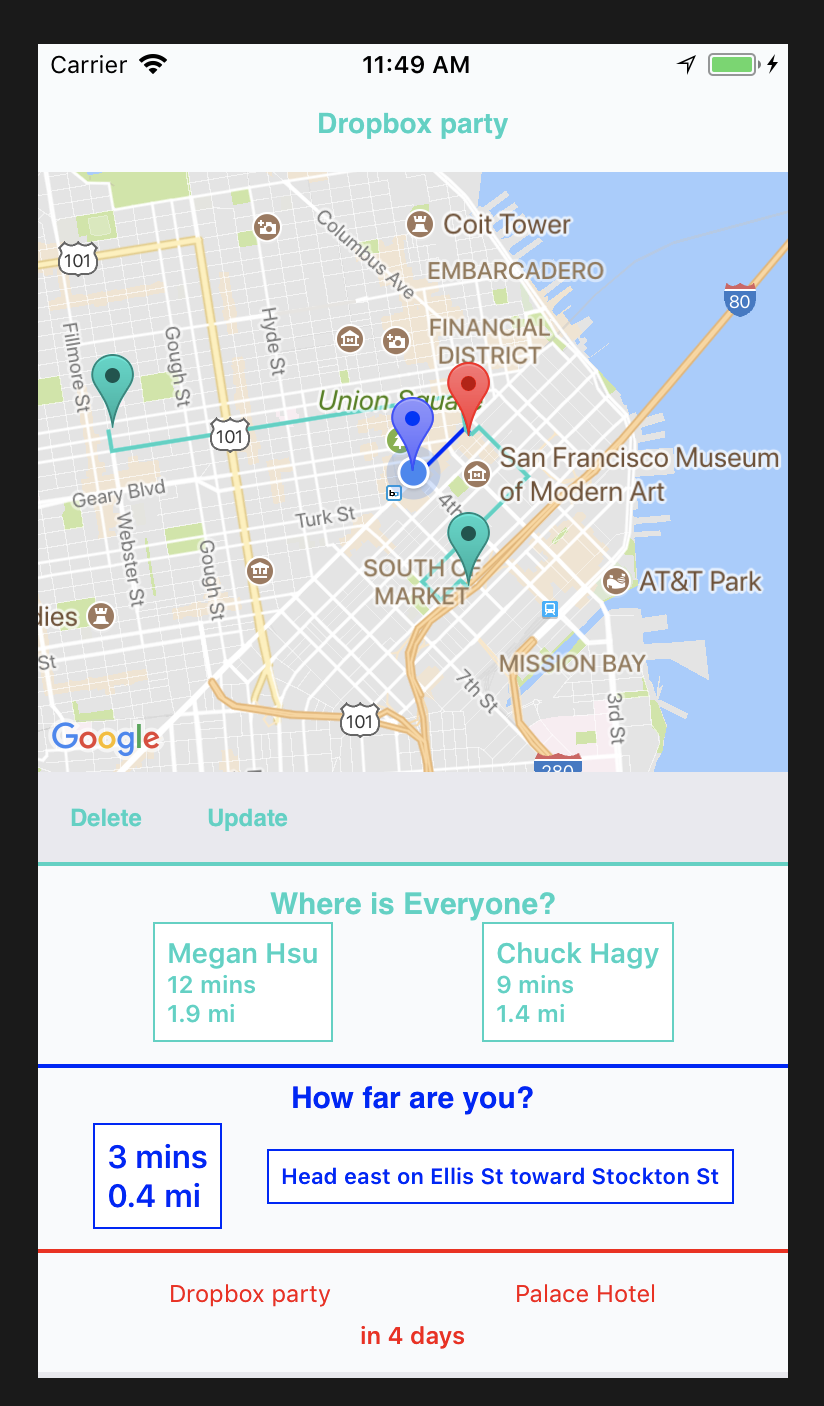 Carrier
11:49 AM
Dropbox party
Coit Tower
Columbus Ave
EMBARCADERO
101
80
Hyde St
Fillmore St
Gough St
FINANCIAL
DISTRICT
Union Square
101
San Francisco Museum
of Modern Art
Geary Blvd
4th
Turk St
Webster St
Gough St
SOUTH OF
MARKET
AT&T Park
dies
St
MISSION BAY
7th St
3rd St
101
Google
280
Delete
Update
Where is Everyone?
Megan Hsu
12 mins
1.9 mi
Chuck Hagy
9 mins
1.4 mi
How far are you?
3 mins
0.4 mi
Head east on Ellis St toward Stockton St
Dropbox party
Palace Hotel
in 4 days